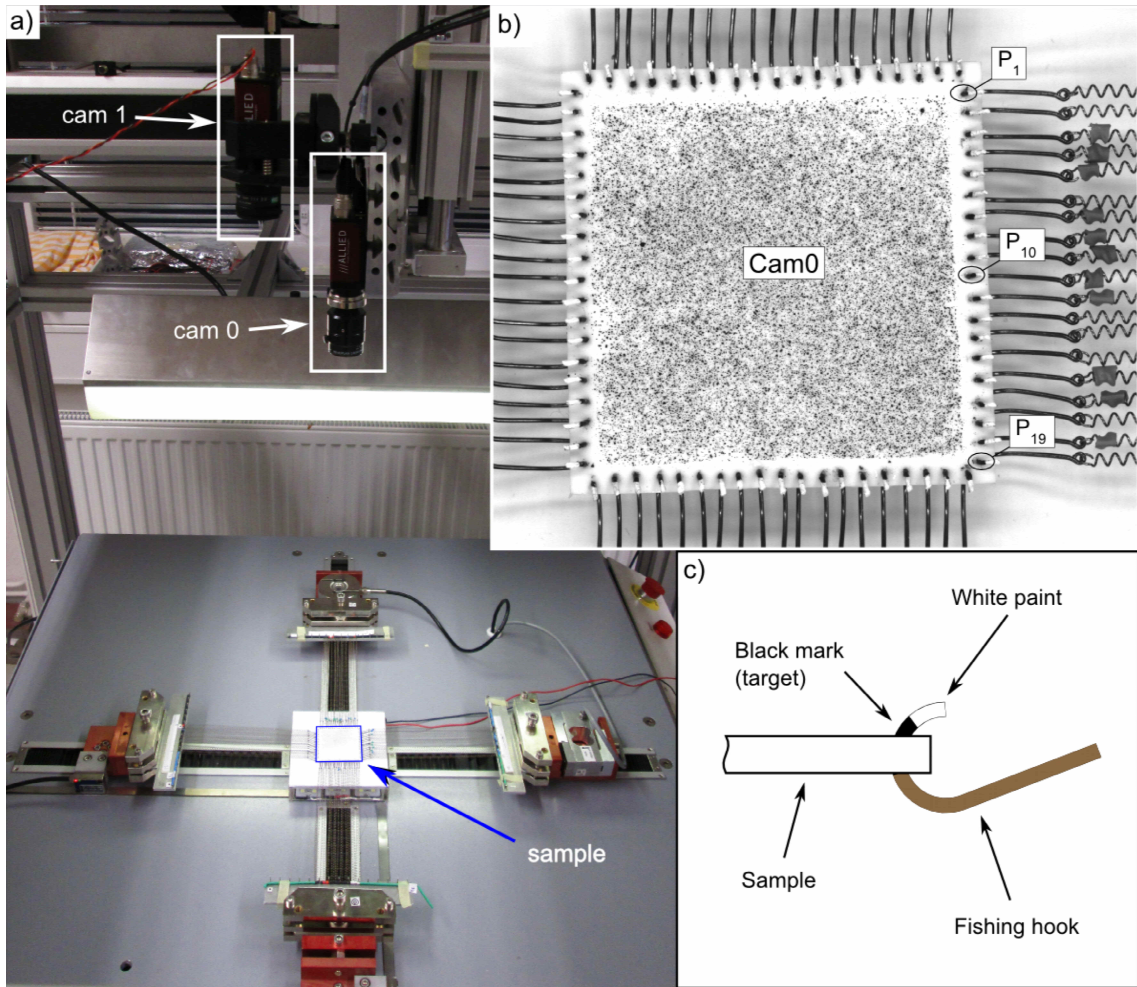 a)
cam 1
ALLIED
cam 0
///ALLIED
sample
b)
P1
Cam0
P10
P19
c)
White paint
Black mark
(target)
Sample
Fishing hook